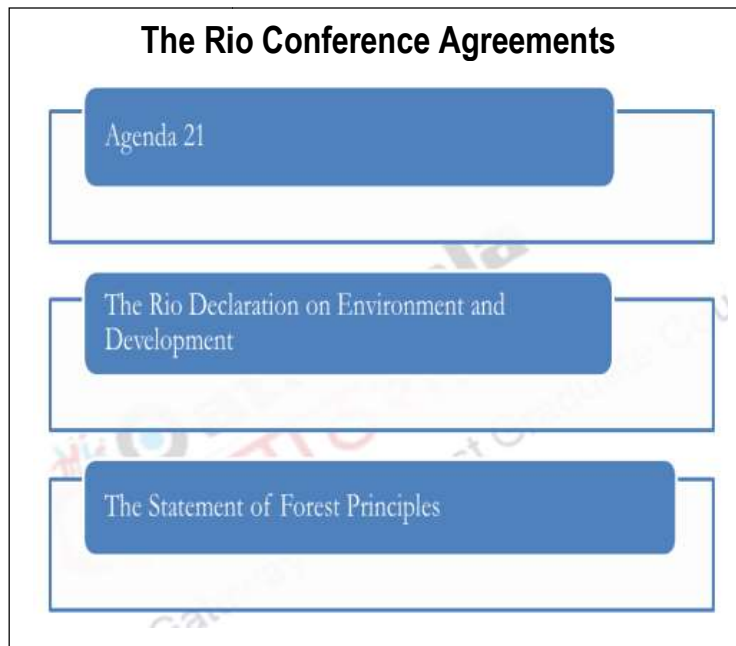 The Rio Conference Agreements
Agenda 21
The Rio Declaration on Environment and
Development
The Statement of Forest Principles